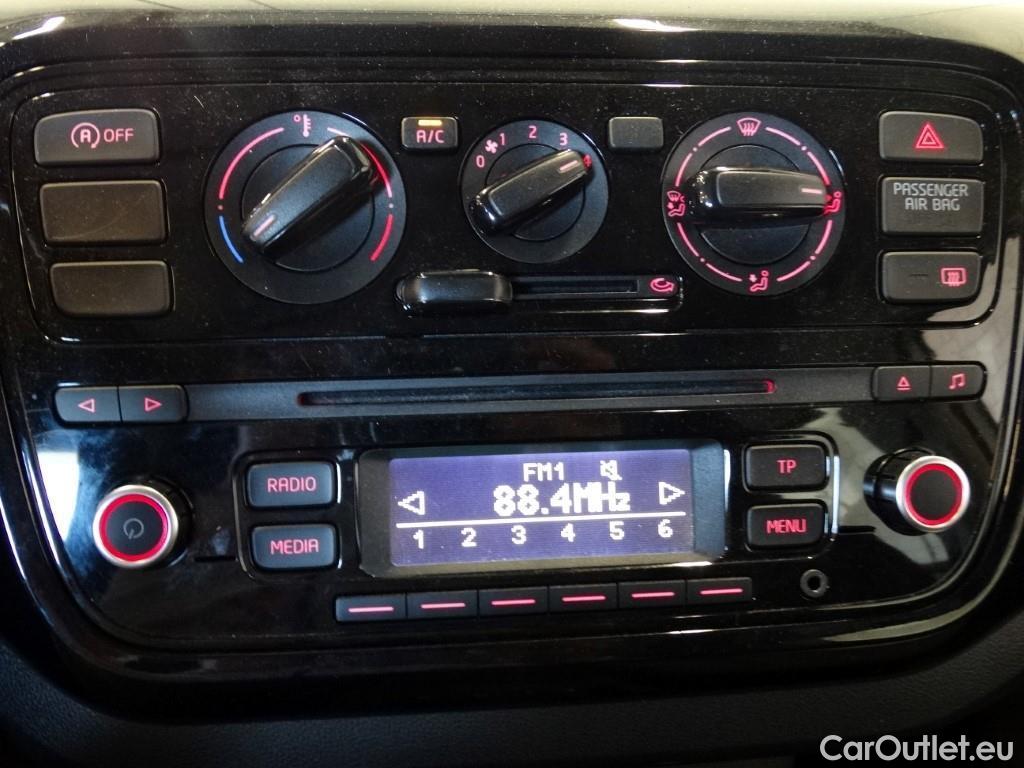 (A) OFF
A/C
0 1 2 3
PASSENGER
AIR BAG
RADIO
MEDIA
FM1
88.4MHz
1 2 3 4 5 6
TP
MENU
CarOutlet.eu